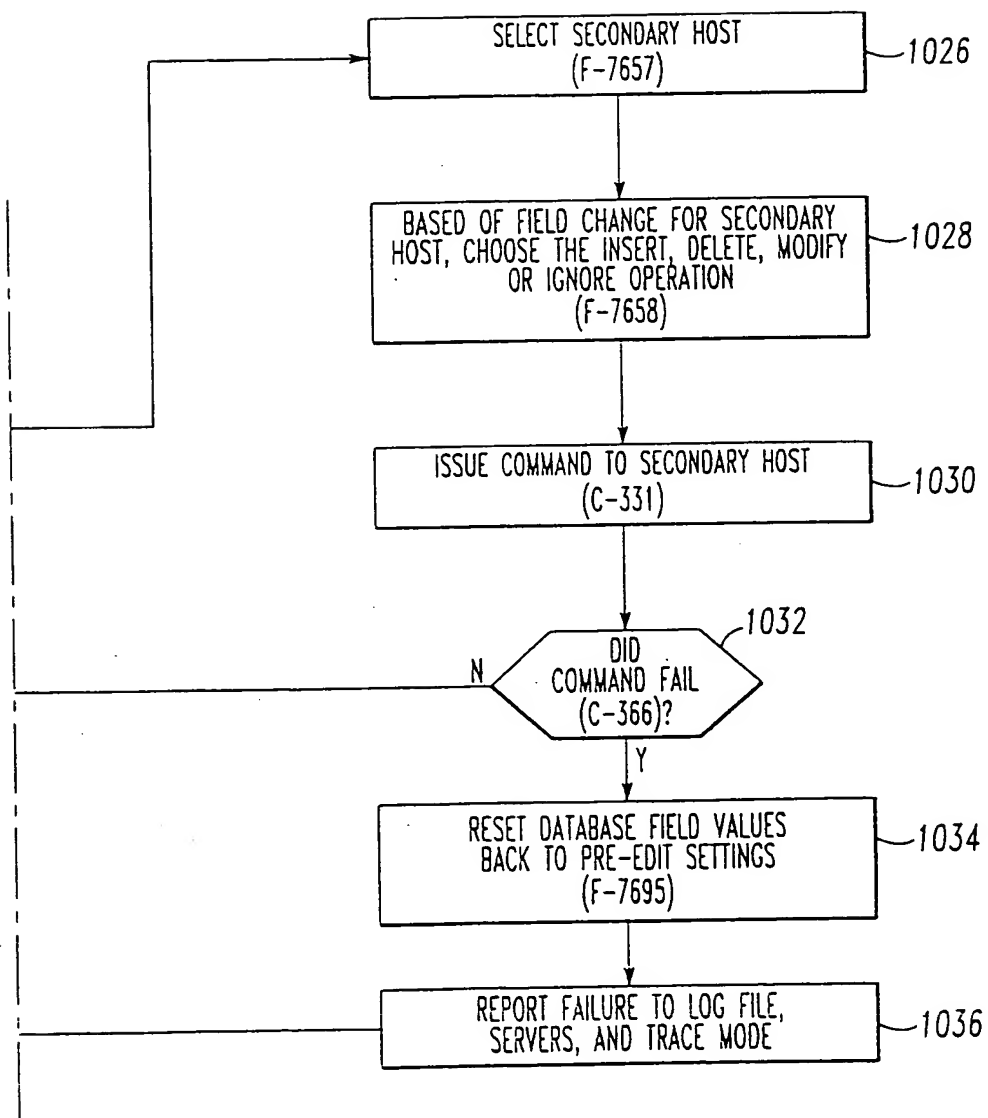 SELECT SECONDARY HOST
(F-7657)
1026
BASED OF FIELD CHANGE FOR SECONDARY
HOST, CHOOSE THE INSERT, DELETE, MODIFY
OR IGNORE OPERATION
(F-7658)
1028
ISSUE COMMAND TO SECONDARY HOST
(C-331)
1030
DID
COMMAND FAIL
(C-366)?
1032
N
Y
RESET DATABASE FIELD VALUES
BACK TO PRE-EDIT SETTINGS
(F-7695)
1034
REPORT FAILURE TO LOG FILE,
SERVERS, AND TRACE MODE
1036